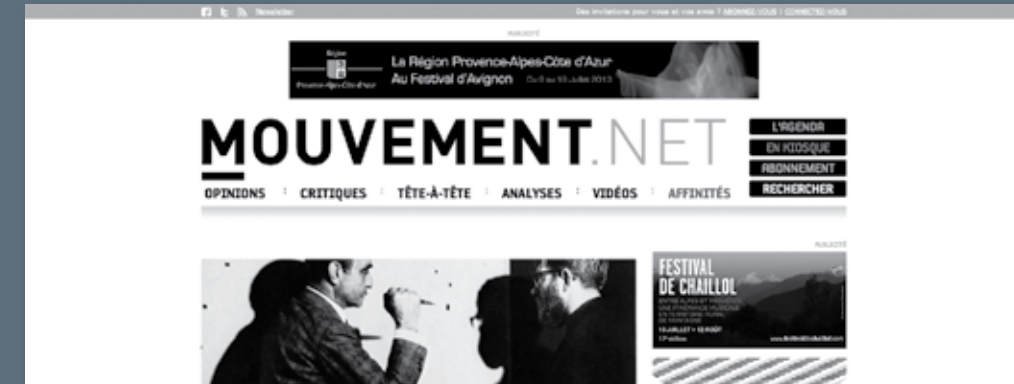 Newsletter
Des invitations pour vous et vos amis ? ABONNEZ-VOUS | CONNECTEZ-VOUS
PUBLICITÉ
Région
Provence-Alpes-Côte d'Azur
La Région Provence-Alpes-Côte d'Azur
Au Festival d'Avignon
MOUVEMENT.NET
L'AGENDA
EN KIOSQUE
ABONNEMENT
RECHERCHER
OPINIONS : CRITIQUES : TÊTE-À-TÊTE : ANALYSES : VIDÉOS : AFFINITÉS
PUBLICITÉ
FESTIVAL
DE CHAILLOL